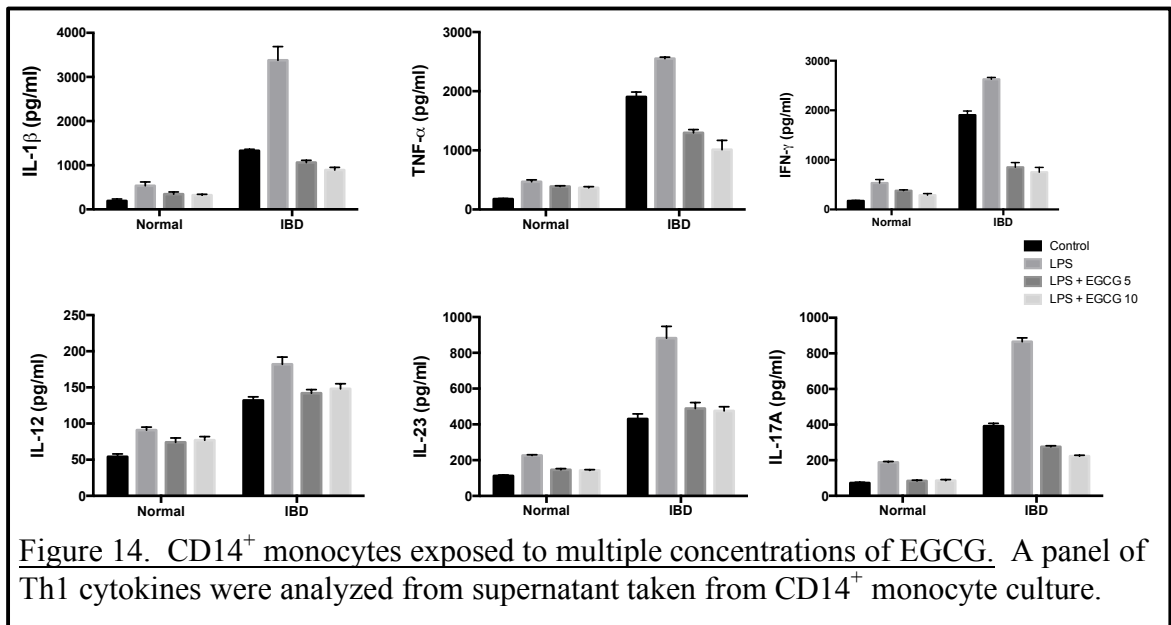 IL-1β (pg/ml)
4000
3000
2000
1000
0
Normal
IBD
TNF-α (pg/ml)
3000
2000
1000
0
Normal
IBD
IFN-γ (pg/ml)
3000
2000
1000
0
Normal
IBD
Control
LPS
LPS + EGCG 5
LPS + EGCG 10
IL-12 (pg/ml)
250
200
150
100
50
0
Normal
IBD
IL-23 (pg/ml)
1000
800
600
400
200
0
Normal
IBD
IL-17A (pg/ml)
1000
800
600
400
200
0
Normal
IBD
Figure 14. CD14⁺ monocytes exposed to multiple concentrations of EGCG. A panel of
Th1 cytokines were analyzed from supernatant taken from CD14⁺ monocyte culture.